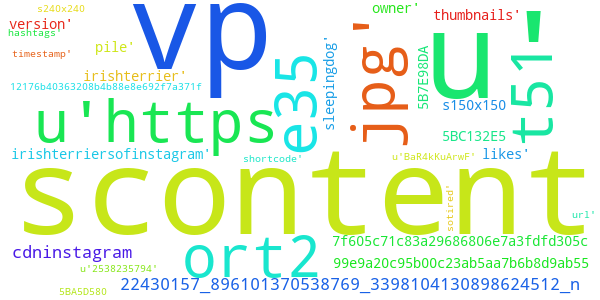 s240x240
version'
hashtags'
pile'
timestamp'
irishterrier'
12176b40363208b4b88e8e692f7a371f
vp
owner'
thumbnails'
u'
jpg'
t51'
e35
sleepingdog'
5B7E98DA
s150x150
5BC132E5
u'https
irishterriersofinstagram'
shortcode'
u'BaR4kKuArwF'
likes'
scontent
sotired'
url'
cdninstagram
ort2
7f605c71c83a29686806e7a3fdfd305c
99e9a20c95b00c23ab5aa7b6b8d9ab55
u'2538235794'
5BA5D580
22430157_896101370538769_3398104130898624512_n